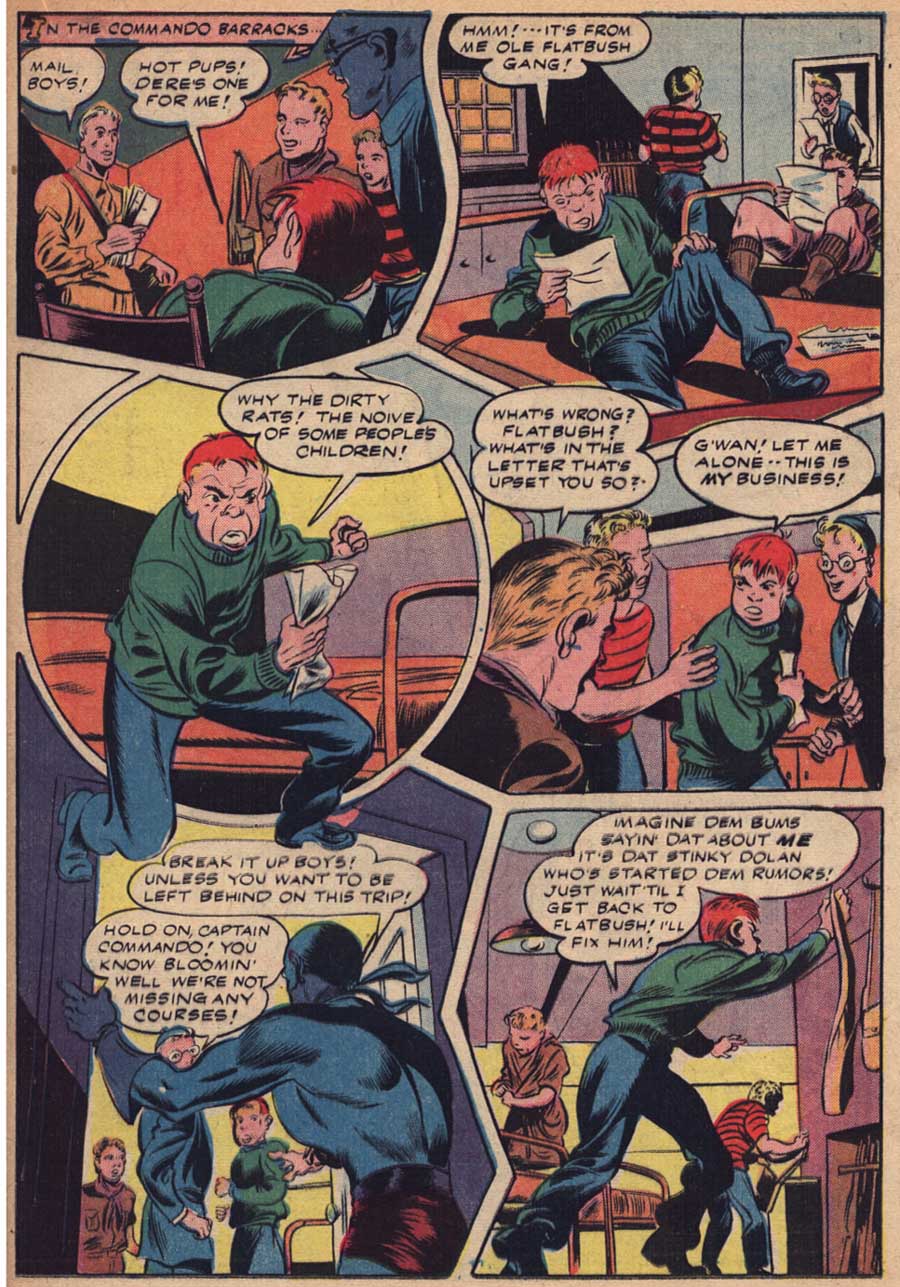 IN THE COMMANDO BARRACKS...
MAIL
BOYS!
HOT PUPS!
DERE'S ONE
FOR ME!
HMM! --- IT'S FROM
ME OLE FLATBUSH
GANG!
WHY THE DIRTY
RATS! THE NOIVE
OF SOME PEOPLE'S
CHILDREN!
WHAT'S WRONG?
FLATBUSH?
WHAT'S IN THE
LETTER THAT'S
UPSET YOU SO?
G'WAN! LET ME
ALONE -- THIS IS
MY BUSINESS!
BREAK IT UP BOYS!
UNLESS YOU WANT TO BE
LEFT BEHIND ON THIS TRIP!
HOLD ON, CAPTAIN
COMMANDO! YOU
KNOW BLOOMIN'
WELL WE'RE NOT
MISSING ANY
COURSES!
IMAGINE DEM BUMS
SAYIN' DAT ABOUT ME
IT'S DAT STINKY DOLAN
WHO'S STARTED DEM RUMORS!
JUST WAIT 'TIL I
GET BACK TO
FLATBUSH! I'LL
FIX HIM!